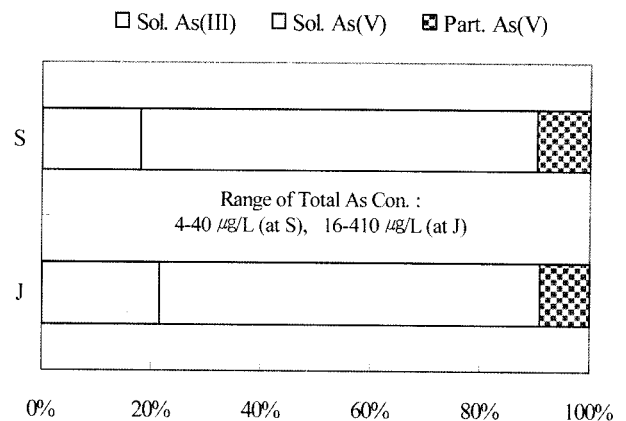 Sol. As(III) Sol. As(V) Part. As(V)
S
Range of Total As Con. :
4-40 μg/L (at S), 16-410 μg/L (at J)
J
0% 20% 40% 60% 80% 100%